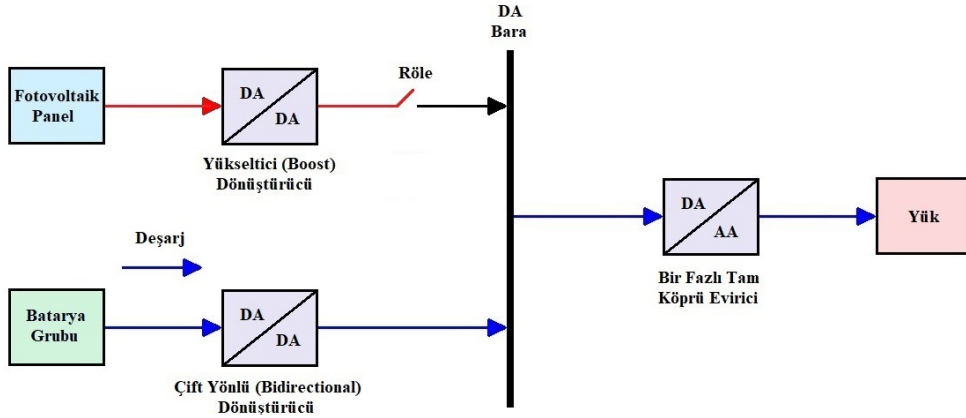 DA
Bara
Fotovoltaik
Panel
DA
DA
Röle
Yükseltici (Boost)
Dönüştürücü
DA
AA
Yük
Bir Fazlı Tam
Köprü Evirici
Deşarj
Batarya
Grubu
DA
DA
Çift Yönlü (Bidirectional)
Dönüştürücü